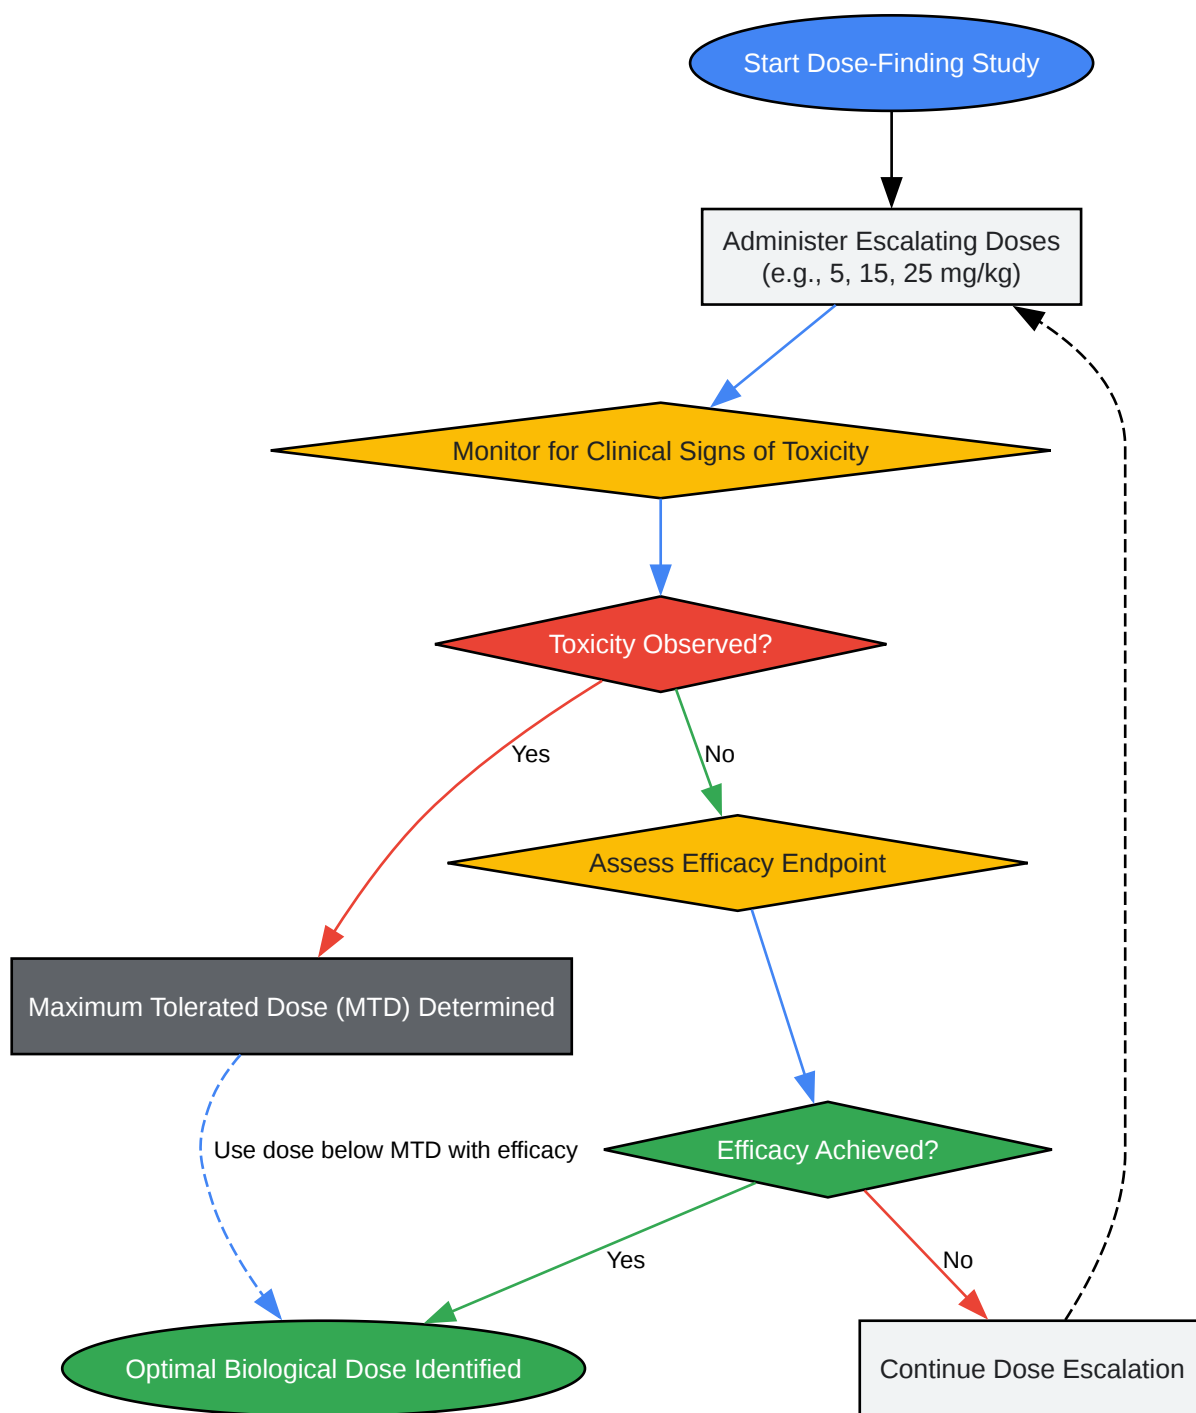 Start Dose-Finding Study
Administer Escalating Doses
(e.g., 5, 15, 25 mg/kg)
Monitor for Clinical Signs of Toxicity
Toxicity Observed?
Yes
No
Assess Efficacy Endpoint
Maximum Tolerated Dose (MTD) Determined
Use dose below MTD with efficacy
Efficacy Achieved?
Yes
No
Optimal Biological Dose Identified
Continue Dose Escalation